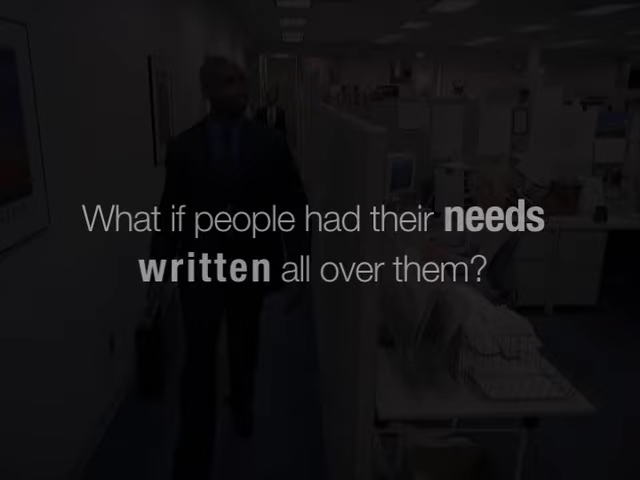 What if people had their needs
written all over them?